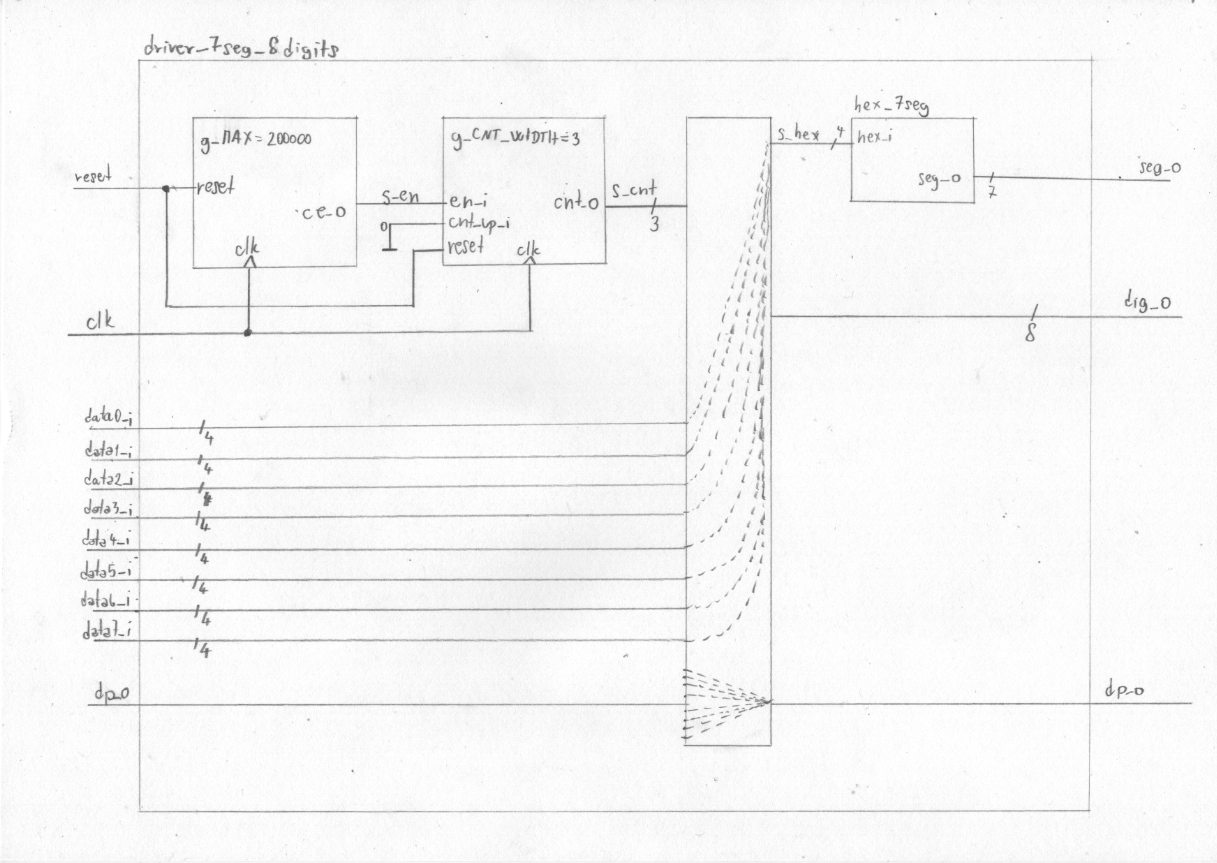 driver_7seg_8digits
hex_7seg
g_MAX = 200000
g_CNT_WIDTH=3
s_hex
4
hex_i
reset
reset
seg_o
7
seg_o
ce_o
s_en
en_i
cnt_o
s_cnt
3
0
cnt_up_i
clk
reset
clk
clk
dig_o
8
data0_i
4
data1_i
4
data2_i
4
data3_i
4
data4_i
4
data5_i
4
data6_i
4
data7_i
4
dp_o
dp_o